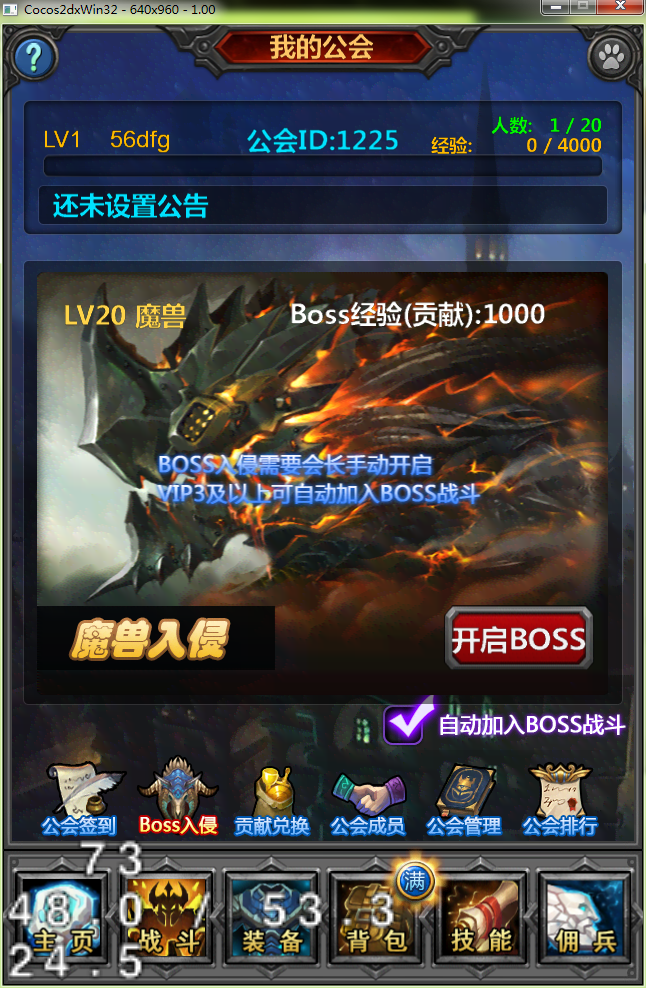 Cocos2dxWin32 - 640x960 - 1.00
?
我的公会
人数: 1 / 20
LV1 56dfg 公会ID:1225 经验: 0 / 4000
还未设置公告
LV20 魔兽 Boss经验(贡献):1000
BOSS入侵需要会长手动开启
VIP3及以上可自动加入BOSS战斗
魔兽入侵 开启BOSS
自动加入BOSS战斗
公会签到 Boss入侵 贡献兑换 公会成员 公会管理 公会排行
73
满
48.0 / 53.3
主页 战斗 装备 背包 技能 佣兵
24.5